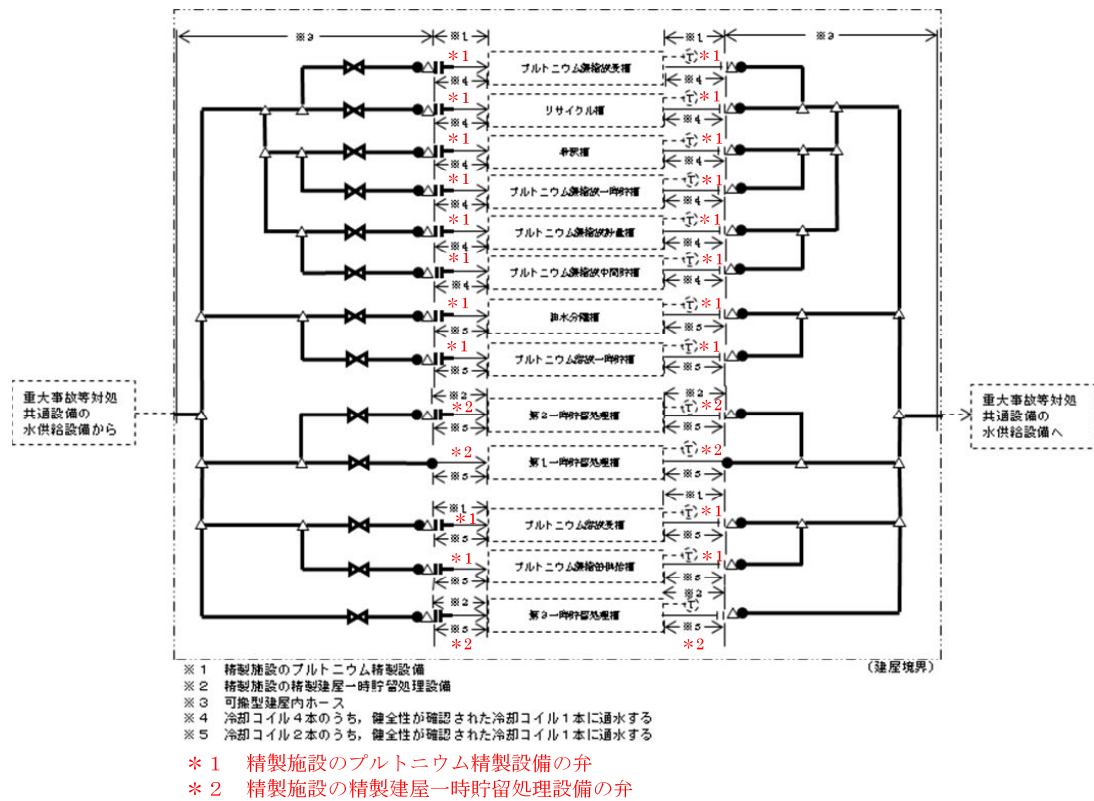 ※3
※1
※1
※3
*1
プルトニウム濃縮液受槽
T
*1
※4
※4
*1
リサイクル槽
T
*1
※4
※4
*1
希釈槽
T
*1
※4
※4
*1
プルトニウム濃縮液一時貯槽
T
*1
※4
※4
*1
プルトニウム濃縮液計量槽
T
*1
※4
※4
*1
プルトニウム濃縮液中間貯槽
T
*1
※4
※4
*1
油水分離槽
T
*1
※5
※5
*1
プルトニウム溶液一時貯槽
T
*1
※5
※5
重大事故等対処
共通設備の
水供給設備から
重大事故等対処
共通設備の
水供給設備へ
※2
※2
*2
第2一時貯留処理槽
T
*2
※5
※5
*2
第1一時貯留処理槽
T
*2
※5
※5
※1
※1
*1
プルトニウム溶液受槽
T
*1
※5
※5
*1
プルトニウム濃縮缶供給槽
T
*1
※5
※5
※2
※2
第3一時貯留処理槽
T
※5
※5
*2
*2
(建屋境界)
※1 精製施設のプルトニウム精製設備
※2 精製施設の精製建屋一時貯留処理設備
※3 可搬型建屋内ホース
※4 冷却コイル4本のうち,健全性が確認された冷却コイル1本に通水する
※5 冷却コイル2本のうち,健全性が確認された冷却コイル1本に通水する
*1 精製施設のプルトニウム精製設備の弁
*2 精製施設の精製建屋一時貯留処理設備の弁